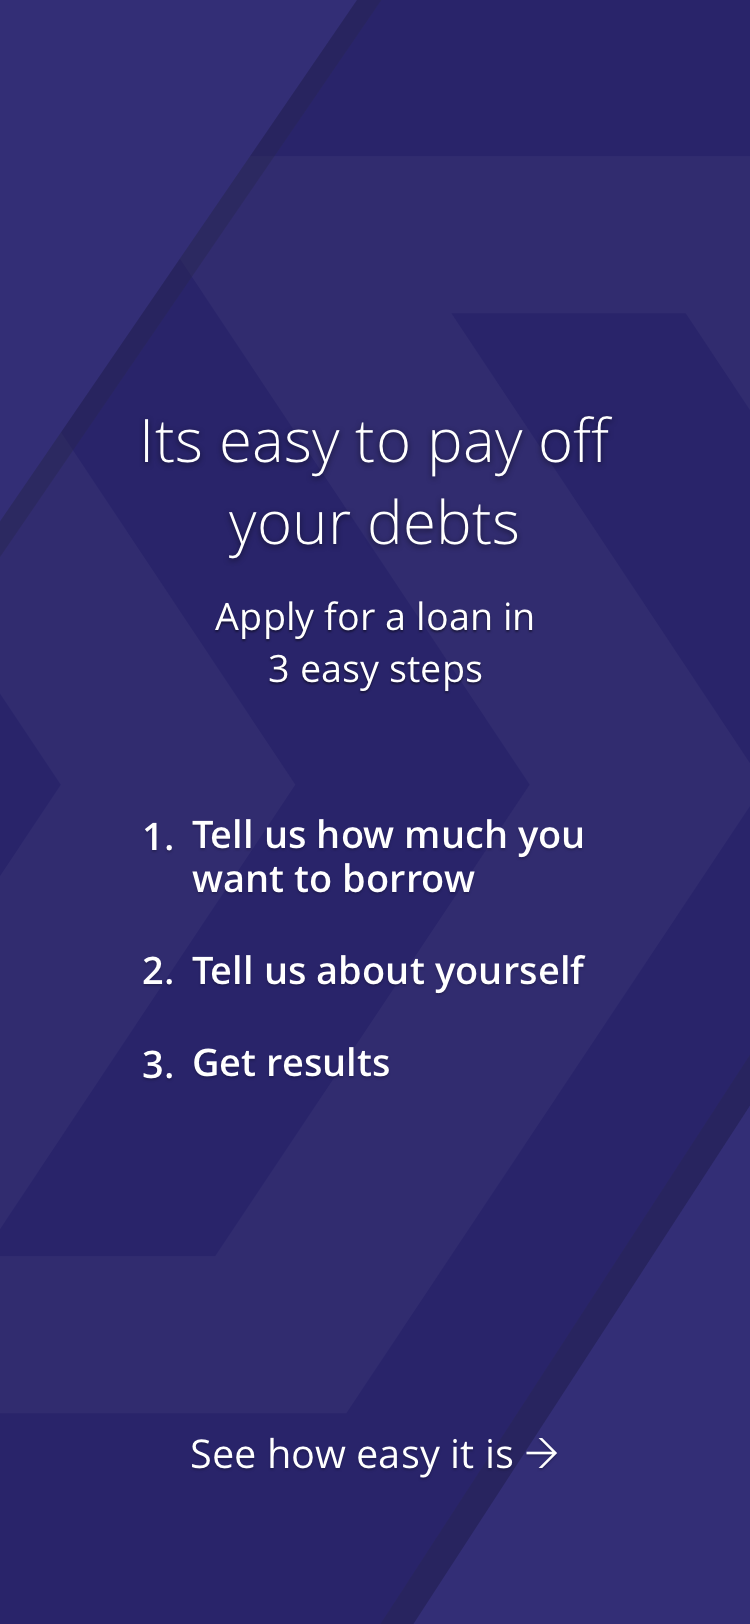 Its easy to pay off
your debts
Apply for a loan in
3 easy steps
1. Tell us how much you
want to borrow
2. Tell us about yourself
3. Get results
See how easy it is →